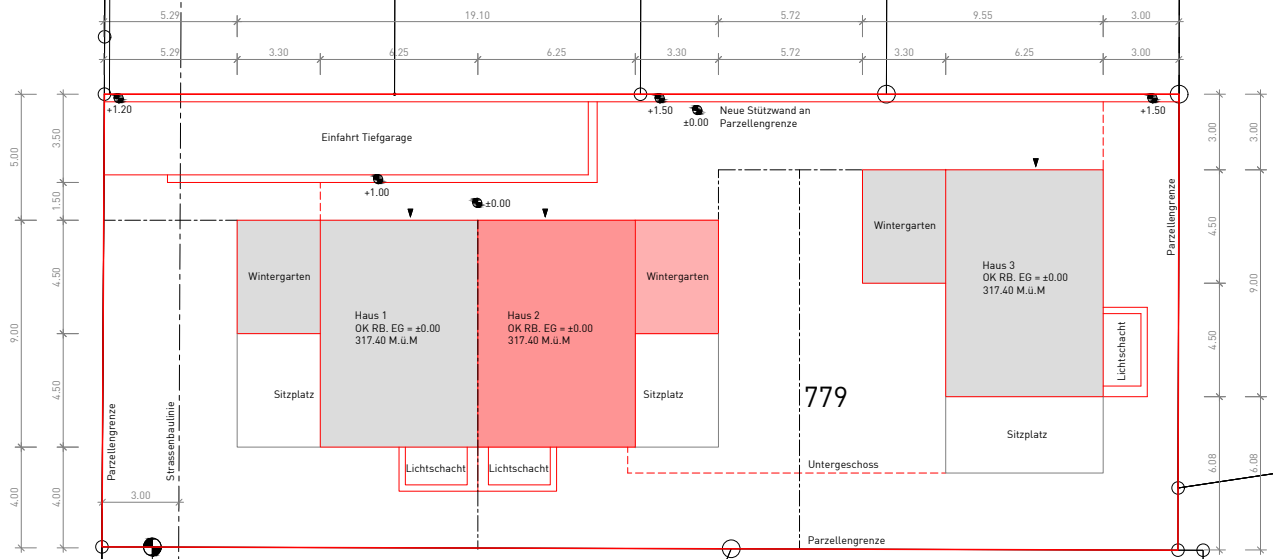 5.29
19.10
5.72
9.55
3.00
5.29
3.30
6.25
6.25
3.30
5.72
3.30
6.25
3.00
+1.20
+1.50
±0.00
Neue Stützwand an
Parzellengrenze
+1.50
Einfahrt Tiefgarage
+1.00
±0.00
5.00
3.50
1.50
9.00
4.50
4.50
4.00
4.00
3.00
Parzellengrenze
Strassenbaulinie
Wintergarten
Haus 1
OK RB. EG = ±0.00
317.40 M.ü.M
Sitzplatz
Lichtschacht
Haus 2
OK RB. EG = ±0.00
317.40 M.ü.M
Lichtschacht
Wintergarten
Sitzplatz
779
Wintergarten
Haus 3
OK RB. EG = ±0.00
317.40 M.ü.M
Lichtschacht
Sitzplatz
Untergeschoss
Parzellengrenze
Parzellengrenze
3.00
3.00
4.50
9.00
4.50
6.08
6.08